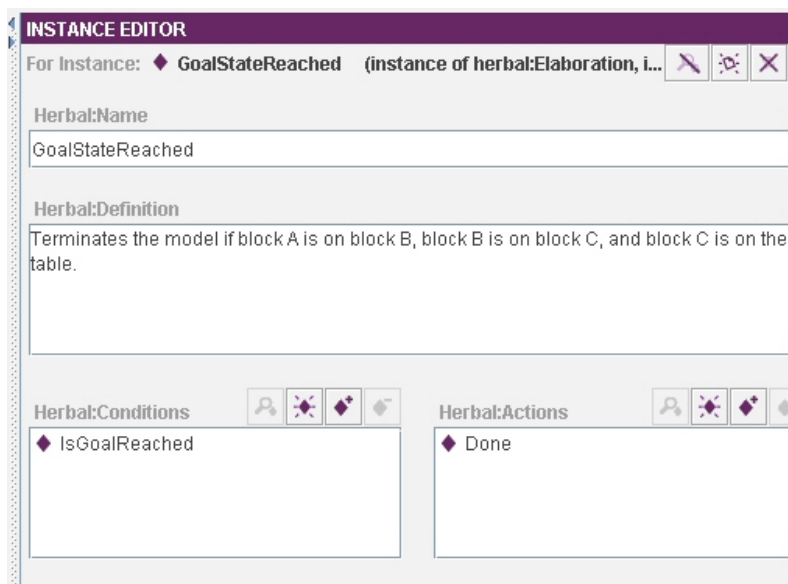 INSTANCE EDITOR
For Instance: GoalStateReached (instance of herbal:Elaboration, i...
Herbal:Name
GoalStateReached
Herbal:Definition
Terminates the model if block A is on block B, block B is on block C, and block C is on the
table.
Herbal:Conditions
Herbal:Actions
IsGoalReached
Done